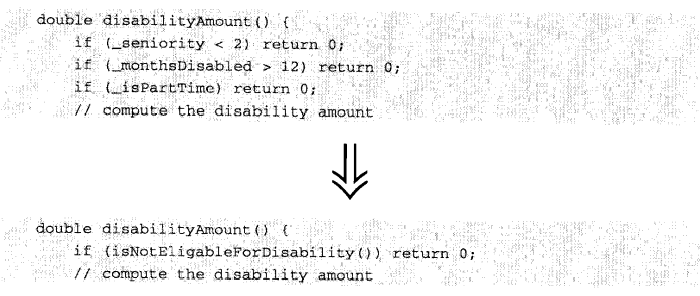 double disabilityAmount() {
if (_seniority < 2) return 0;
if (_monthsDisabled > 12) return 0;
if (_isPartTime) return 0;
// compute the disability amount
double disabilityAmount() {
if (isNotEligableForDisability()) return 0;
// compute the disability amount